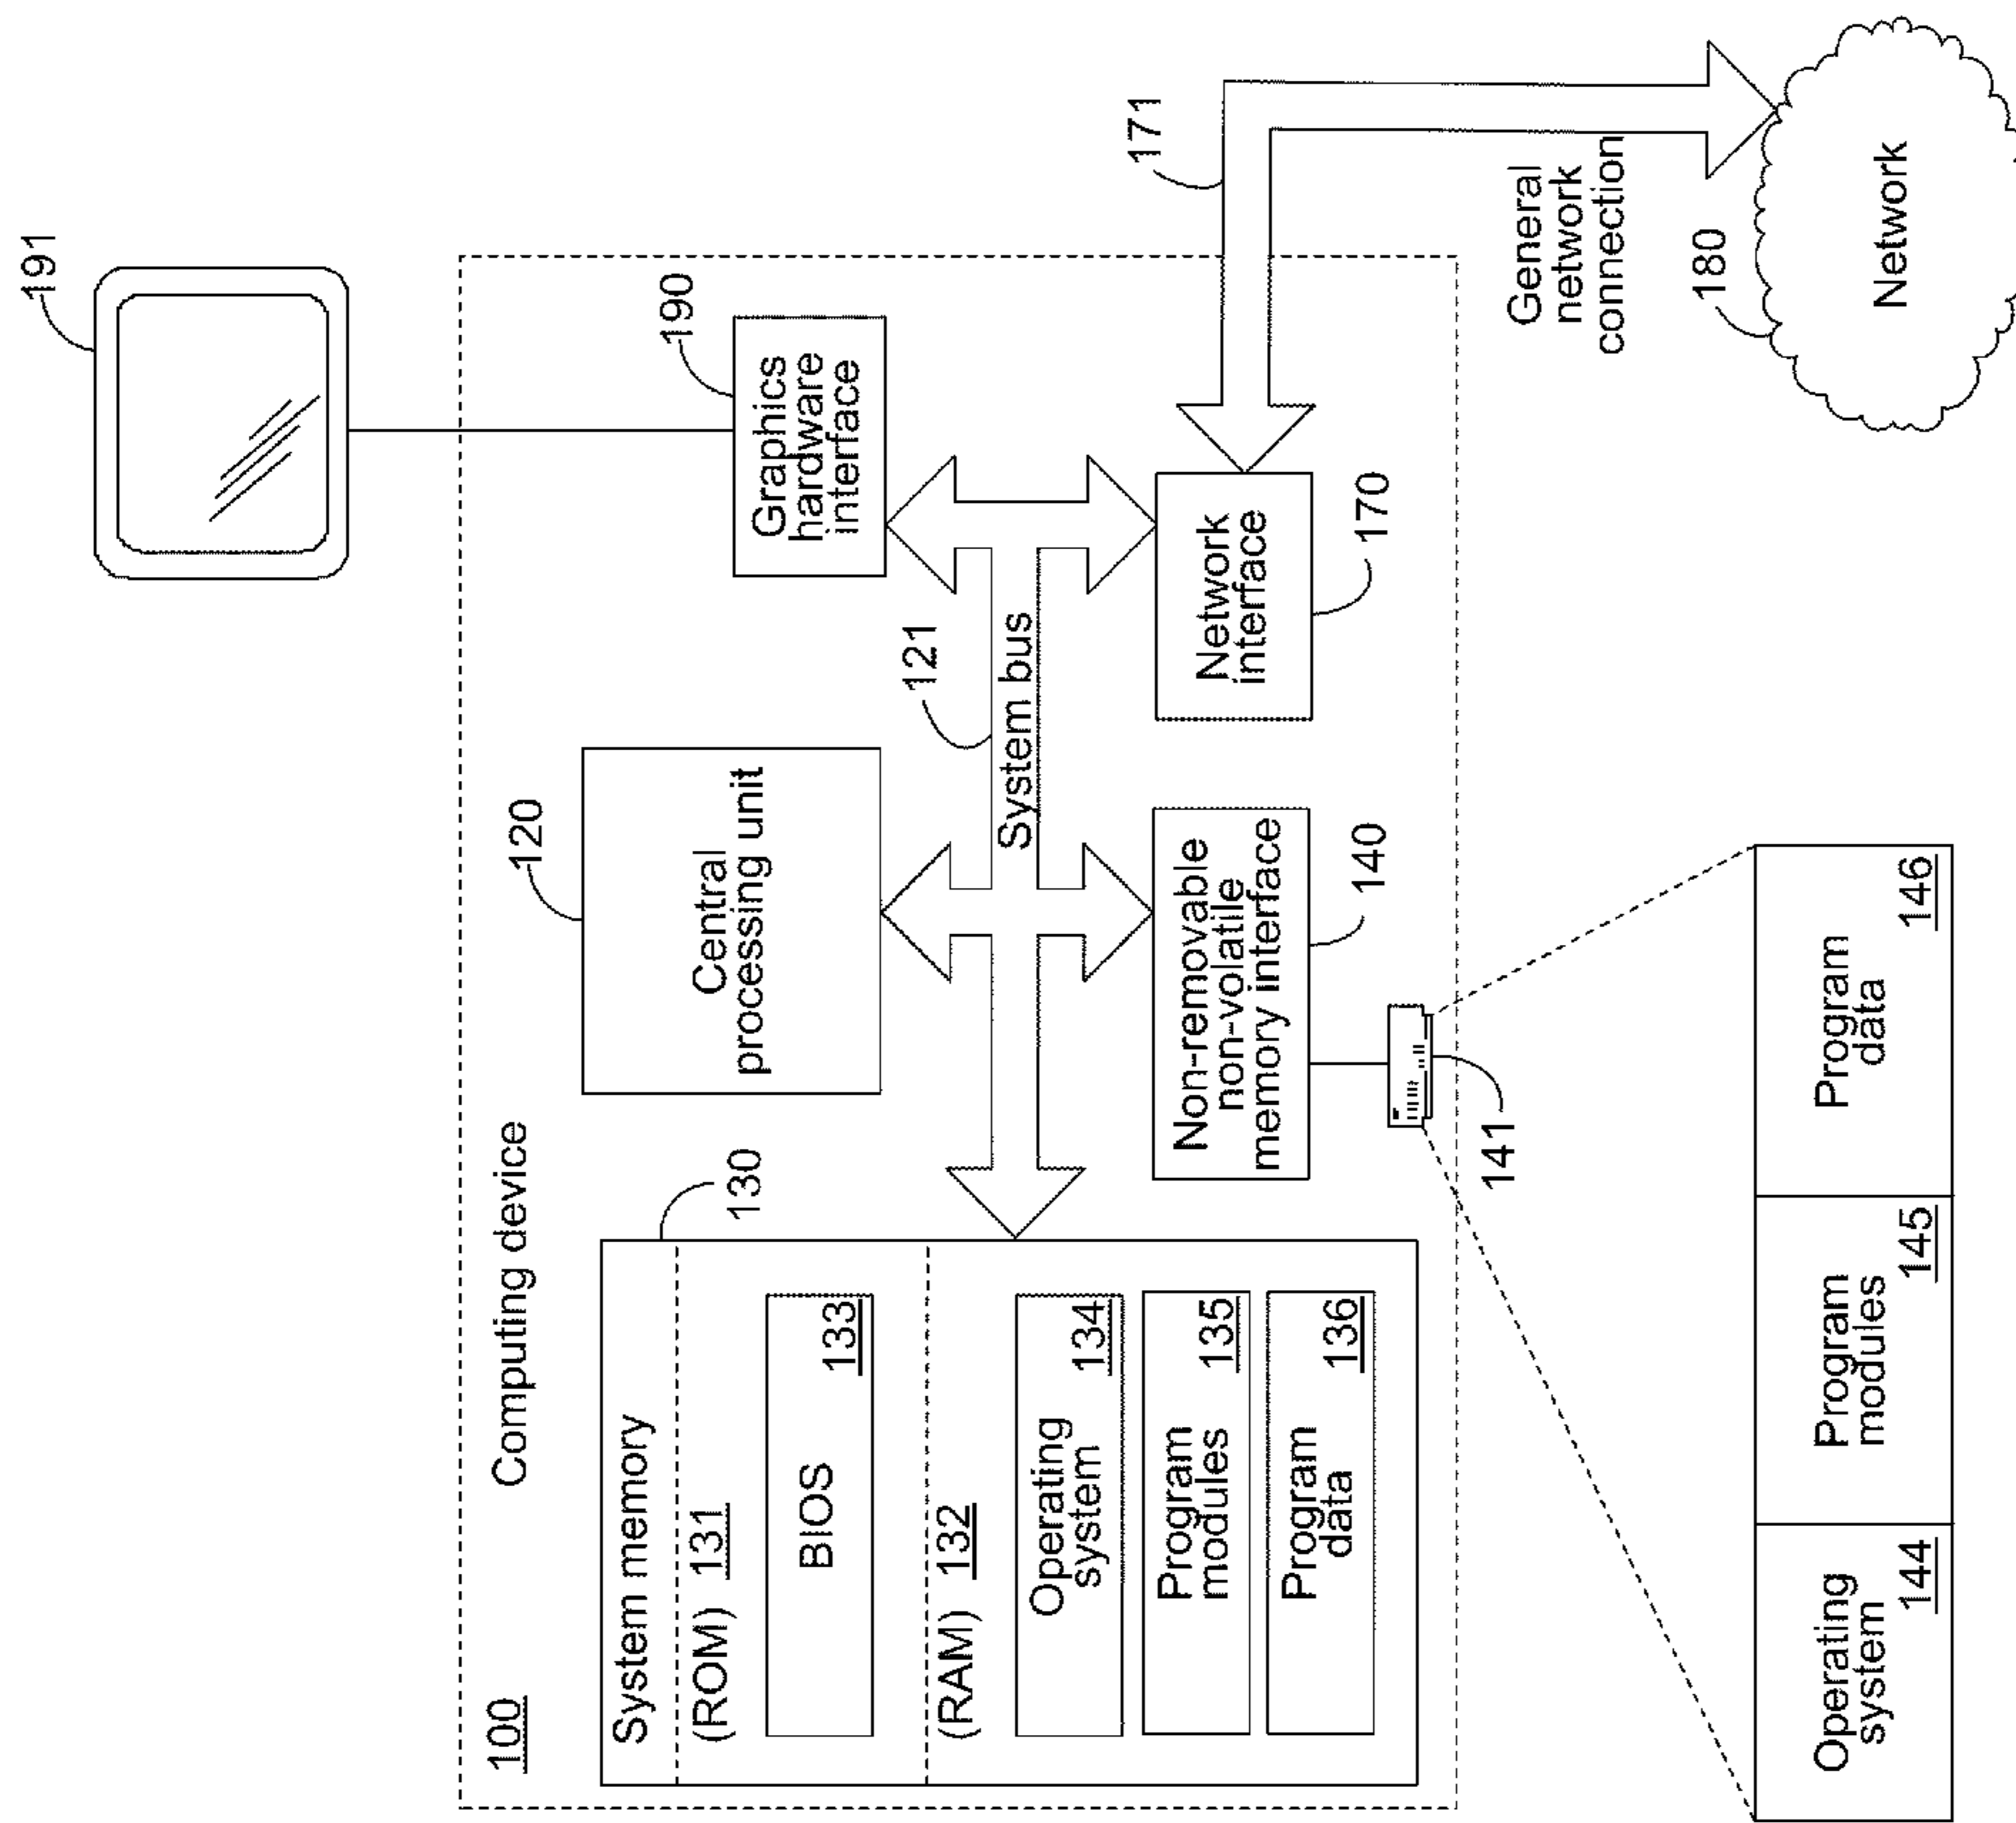 100
Computing device
191
System memory
130
(ROM) 131
BIOS
133
(RAM) 132
Operating
system
134
Program
modules
135
Program
data
136
120
Central
processing unit
190
Graphics
hardware
interface
121
System bus
Non-removable
non-volatile
memory interface
140
141
Network
interface
170
171
General
network
connection
180
Network
Operating
system
144
Program
modules
145
Program
data
146